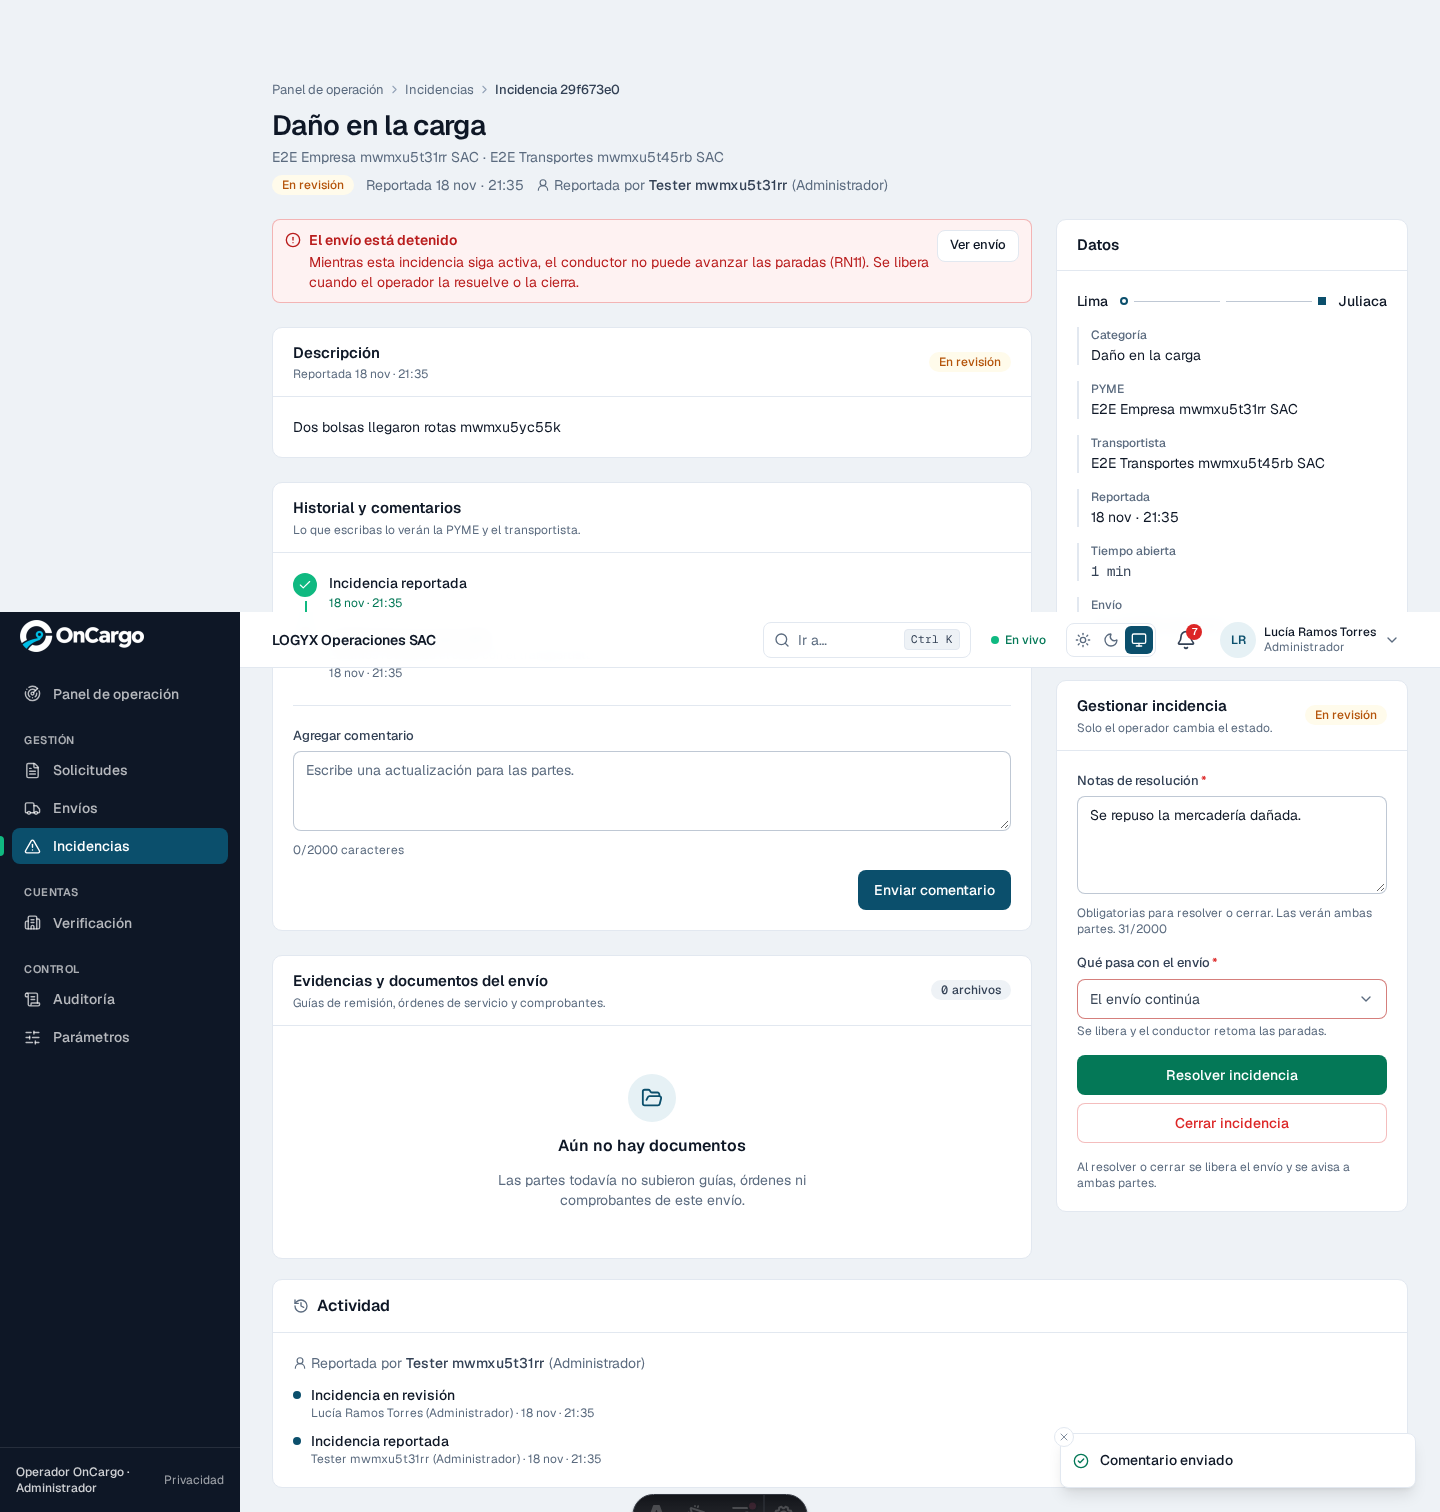 Panel de operación > Incidencias > Incidencia 29f673e0
Daño en la carga
E2E Empresa mwmxu5t31rr SAC · E2E Transportes mwmxu5t45rb SAC
En revisión Reportada 18 nov · 21:35 Reportada por Tester mwmxu5t31rr (Administrador)
El envío está detenido
Mientras esta incidencia siga activa, el conductor no puede avanzar las paradas (RN11). Se libera
cuando el operador la resuelve o la cierra.
Ver envío
Descripción
Reportada 18 nov · 21:35
En revisión
Dos bolsas llegaron rotas mwmxu5yc55k
Historial y comentarios
Lo que escribas lo verán la PYME y el transportista.
Incidencia reportada
18 nov · 21:35
Datos
Lima
Juliaca
Categoría
Daño en la carga
PYME
E2E Empresa mwmxu5t31rr SAC
Transportista
E2E Transportes mwmxu5t45rb SAC
Reportada
18 nov · 21:35
Tiempo abierta
1 min
Envío
OnCargo
LOGYX Operaciones SAC
Ir a...
Ctrl K
En vivo
7
LR
Lucía Ramos Torres
Administrador
Panel de operación
GESTIÓN
Solicitudes
Envíos
Incidencias
CUENTAS
Verificación
CONTROL
Auditoría
Parámetros
Operador OnCargo ·
Administrador
Privacidad
18 nov · 21:35
Agregar comentario
Escribe una actualización para las partes.
0/2000 caracteres
Enviar comentario
Evidencias y documentos del envío
Guías de remisión, órdenes de servicio y comprobantes.
0 archivos
Aún no hay documentos
Las partes todavía no subieron guías, órdenes ni
comprobantes de este envío.
Gestionar incidencia
Solo el operador cambia el estado.
En revisión
Notas de resolución *
Se repuso la mercadería dañada.
Obligatorias para resolver o cerrar. Las verán ambas
partes. 31/2000
Qué pasa con el envío *
El envío continúa
Se libera y el conductor retoma las paradas.
Resolver incidencia
Cerrar incidencia
Al resolver o cerrar se libera el envío y se avisa a
ambas partes.
Actividad
Reportada por Tester mwmxu5t31rr (Administrador)
Incidencia en revisión
Lucía Ramos Torres (Administrador) · 18 nov · 21:35
Incidencia reportada
Tester mwmxu5t31rr (Administrador) · 18 nov · 21:35
Comentario enviado